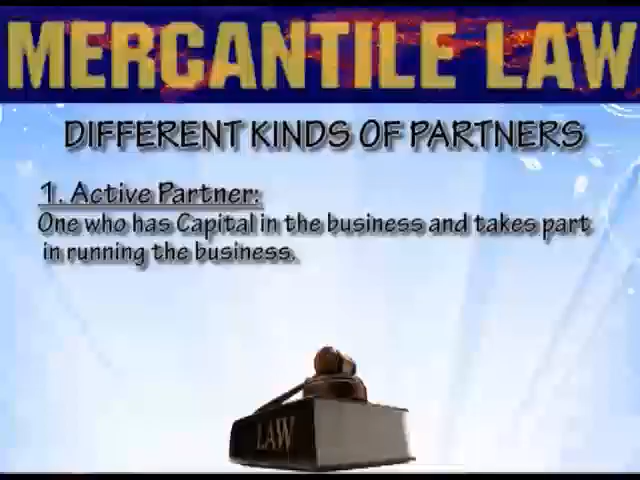 MERCANTILE LAW
DIFFERENT KINDS OF PARTNERS
1. Active Partner:
One who has Capital in the business and takes part
in running the business.
LAW